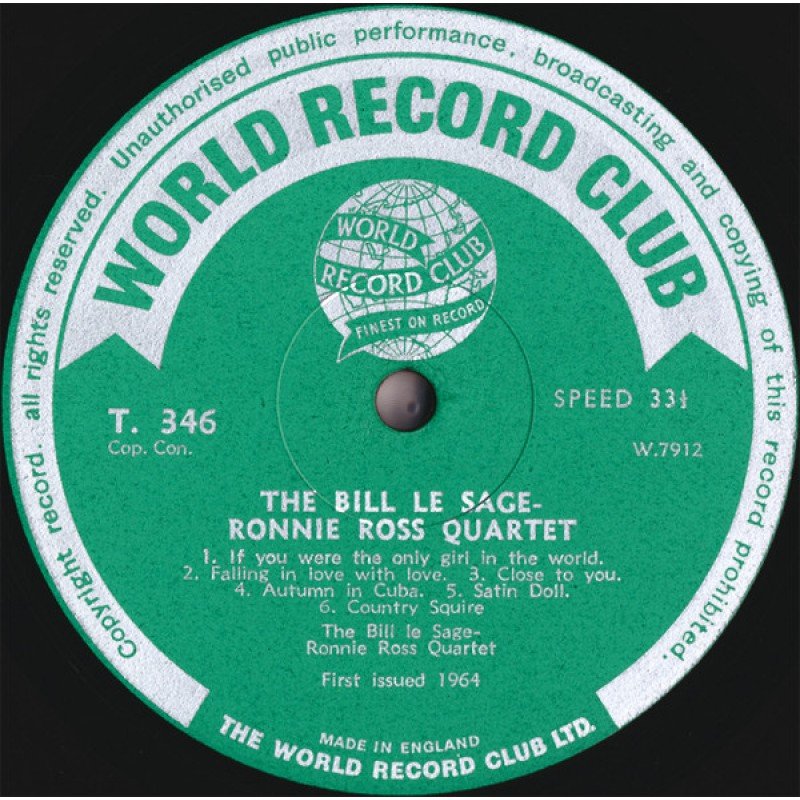 Copyright record. all rights reserved. Unauthorised public performance, broadcasting and copying of this record prohibited.
WORLD RECORD CLUB
WORLD
RECORD CLUB
FINEST ON RECORD
T. 346
Cop. Con.
SPEED 33⅓
W.7912
THE BILL LE SAGE-
RONNIE ROSS QUARTET
1. If you were the only girl in the world.
2. Falling in love with love. 3. Close to you.
4. Autumn in Cuba. 5. Satin Doll.
6. Country Squire
The Bill le Sage-
Ronnie Ross Quartet
First issued 1964
MADE IN ENGLAND
THE WORLD RECORD CLUB LTD.